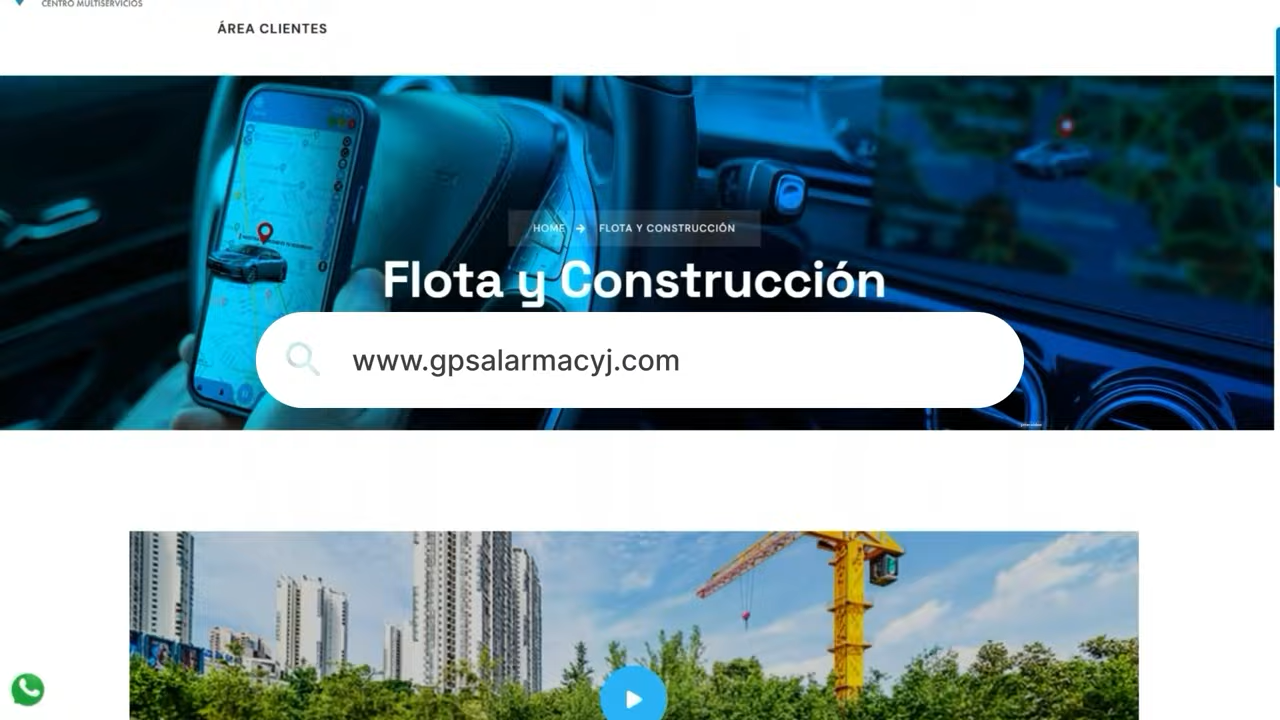 CENTRO MULTISERVICIOS
ÁREA CLIENTES
HOME → FLOTA Y CONSTRUCCIÓN
Flota y Construcción
www.gpsalarmacyj.com